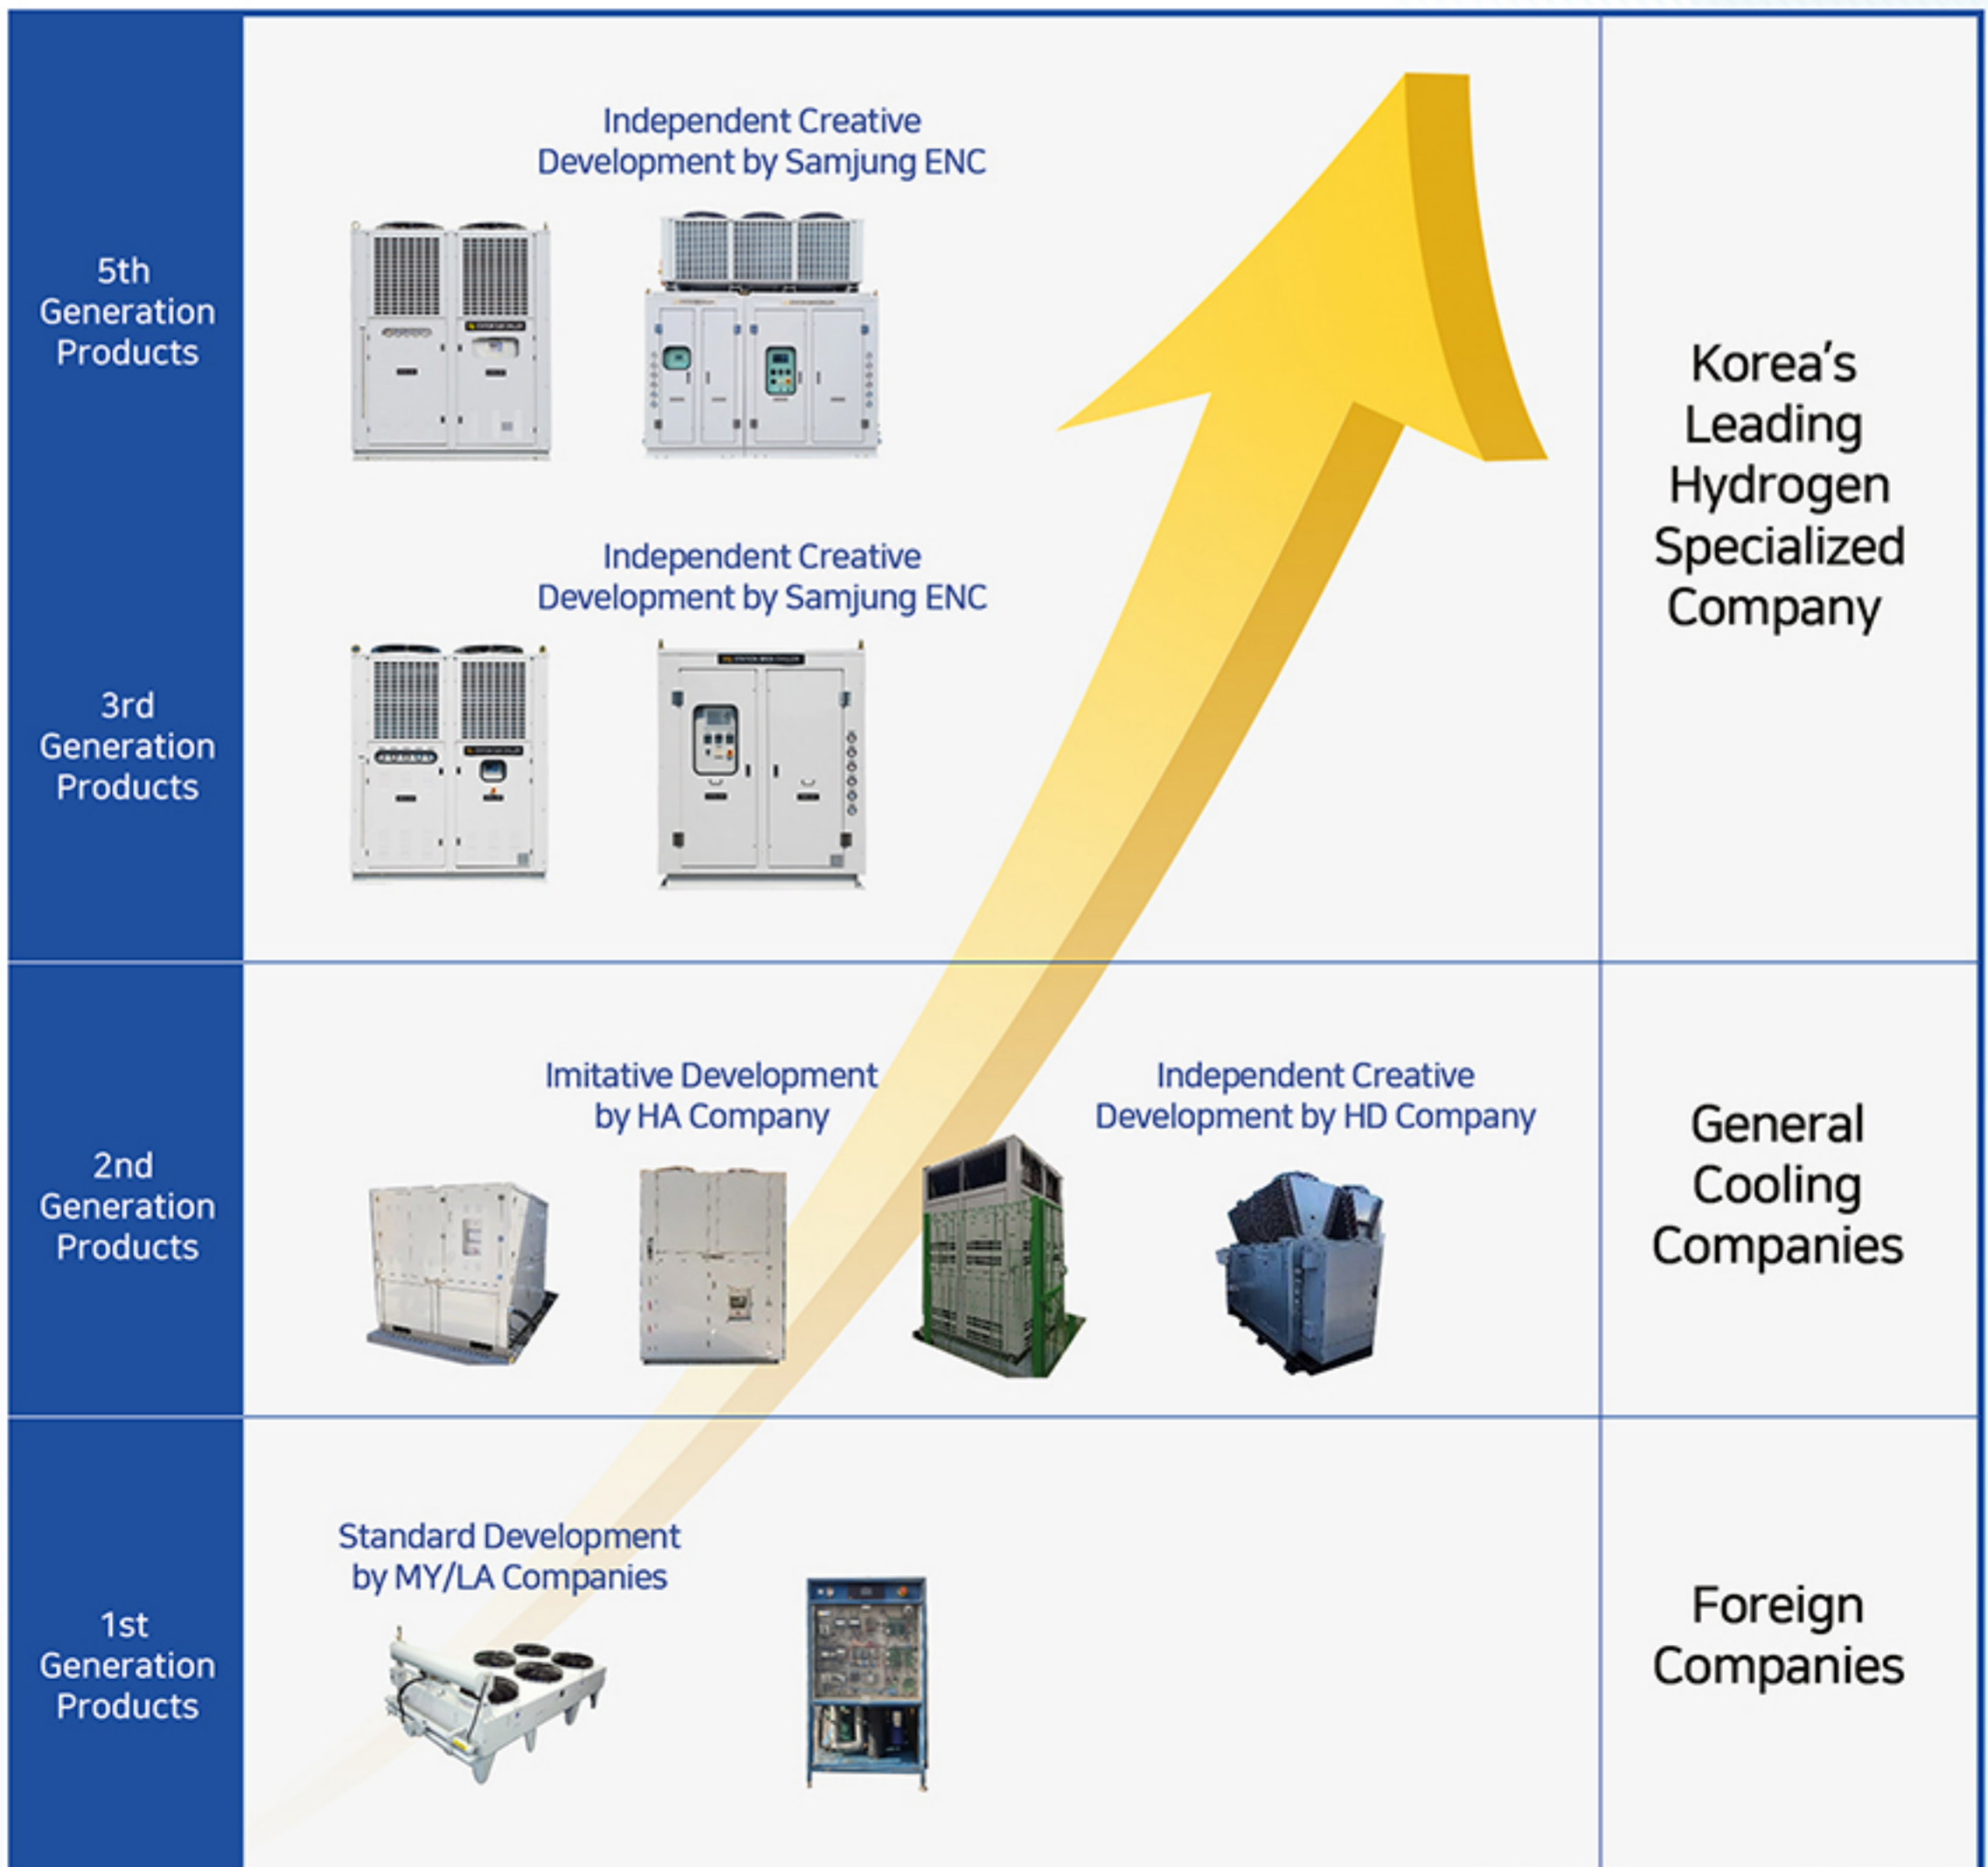 5th
Generation
Products
Independent Creative
Development by Samjung ENC
3rd
Generation
Products
Independent Creative
Development by Samjung ENC
Korea's
Leading
Hydrogen
Specialized
Company
2nd
Generation
Products
Imitative Development
by HA Company
Independent Creative
Development by HD Company
General
Cooling
Companies
1st
Generation
Products
Standard Development
by MY/LA Companies
Foreign
Companies